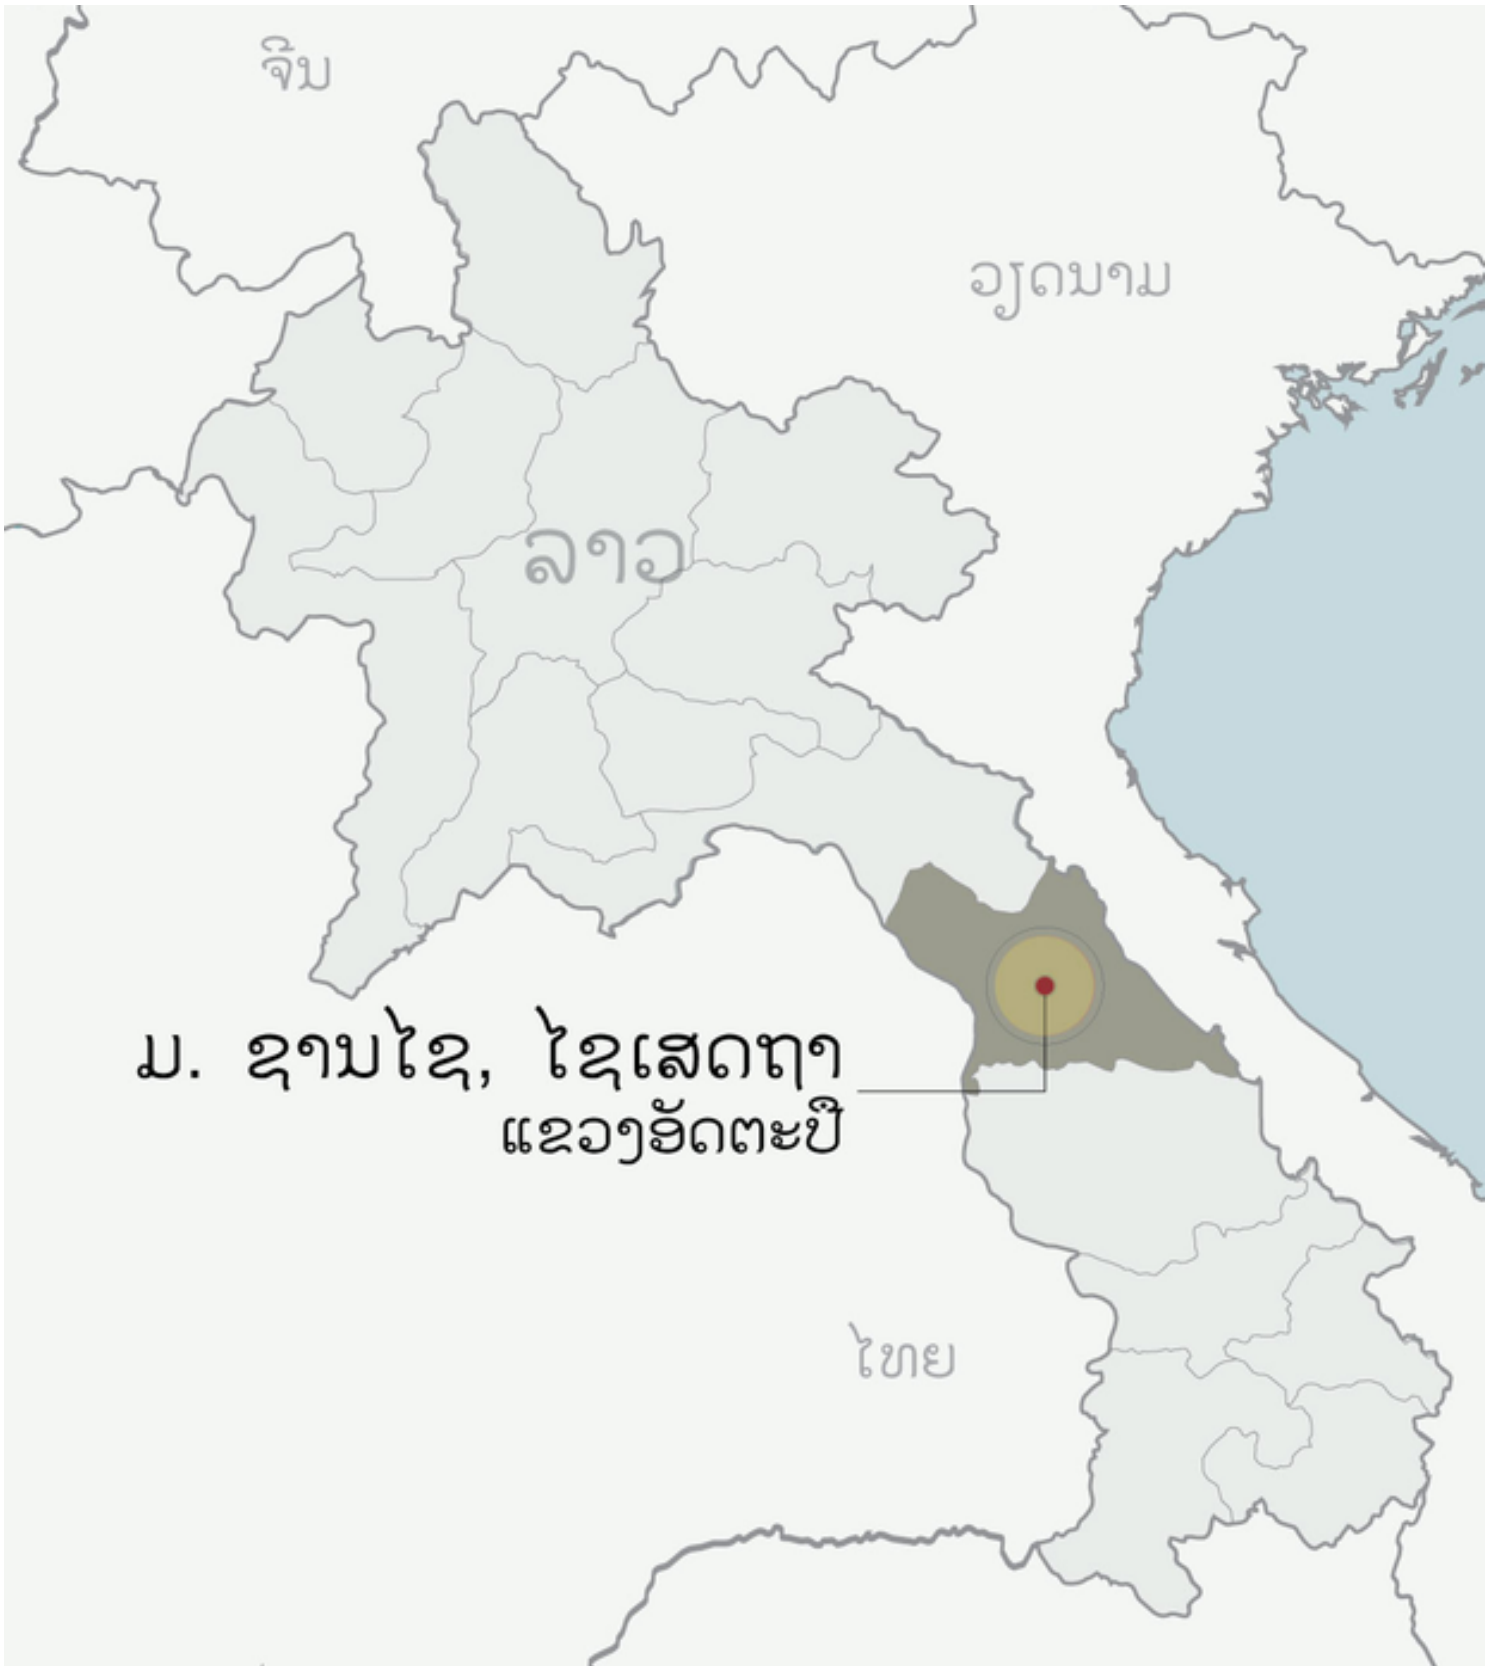 ຈີນ
ວຽດນາມ
ລາວ
ມ. ຊານໄຊ, ໄຊເສດຖາ
ແຂວງອັດຕະປື
ໄທຍ